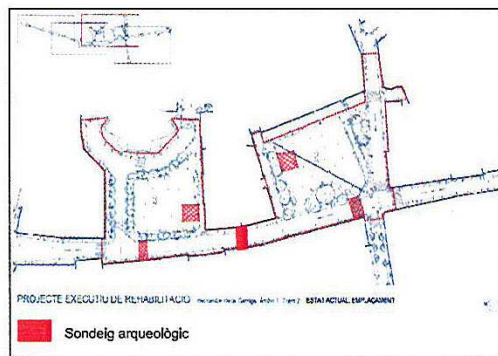 PROJECTE EXECUTIU DE REHABILITACIÓ ESTAT ACTUAL. EMPLAÇAMENT
Sondeig arqueològic